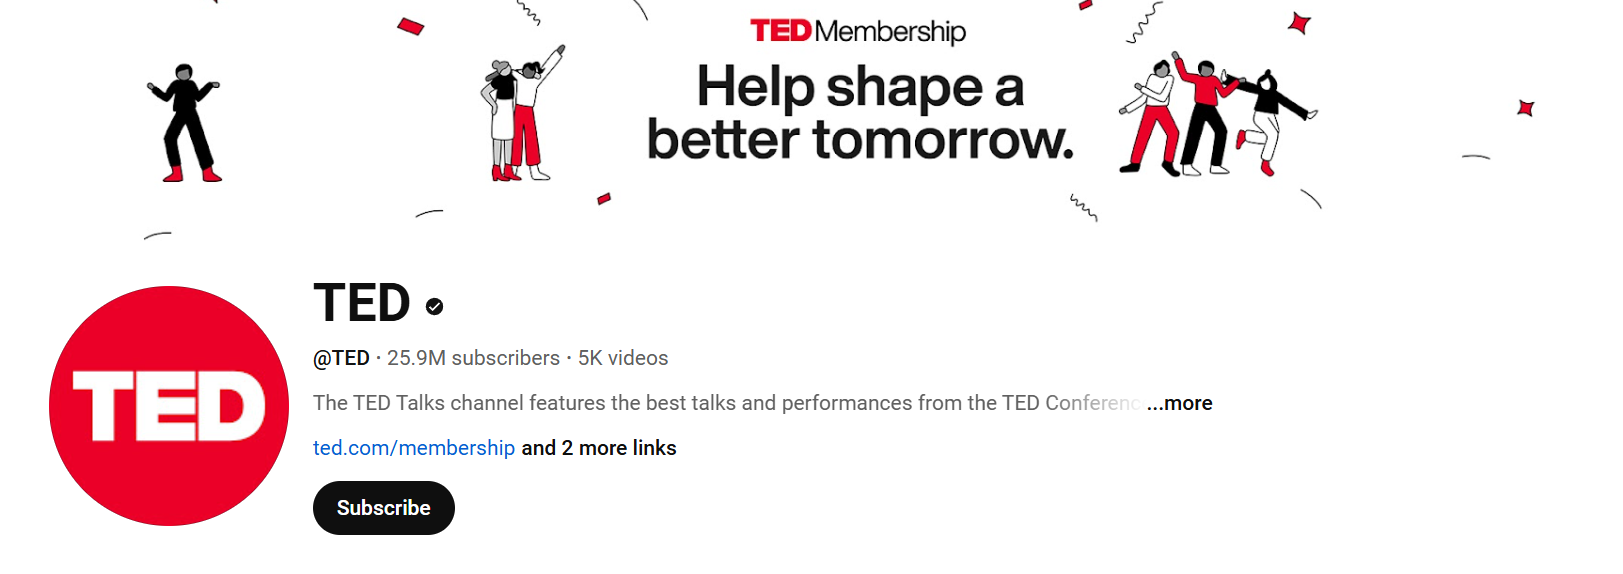 TED Membership
Help shape a
better tomorrow.
TED
TED
@TED · 25.9M subscribers · 5K videos
The TED Talks channel features the best talks and performances from the TED Conferenc ...more
ted.com/membership and 2 more links
Subscribe